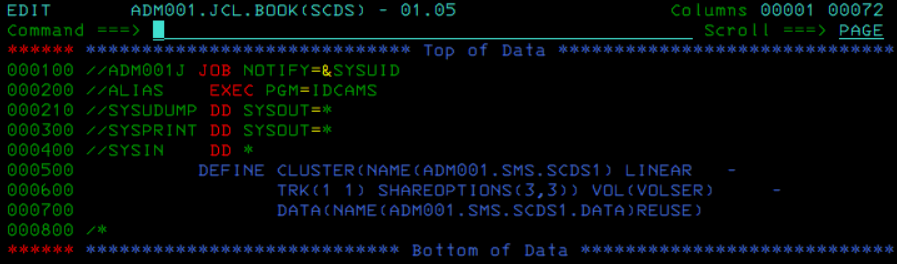 EDIT       ADM001.JCL.BOOK(SCDS) - 01.05                    Columns 00001 00072
Command ===>                                                  Scroll ===> PAGE
****** ***************************** Top of Data ******************************
000100 //ADM001J JOB NOTIFY=&SYSUID
000200 //ALIAS    EXEC PGM=IDCAMS
000210 //SYSUDUMP DD SYSOUT=*
000300 //SYSPRINT DD SYSOUT=*
000400 //SYSIN    DD *
000500           DEFINE CLUSTER(NAME(ADM001.SMS.SCDS1) LINEAR   -
000600                  TRK(1 1) SHAREOPTIONS(3,3)) VOL(VOLSER)     -
000700                  DATA(NAME(ADM001.SMS.SCDS1.DATA)REUSE)
000800 /*
****** **************************** Bottom of Data ****************************